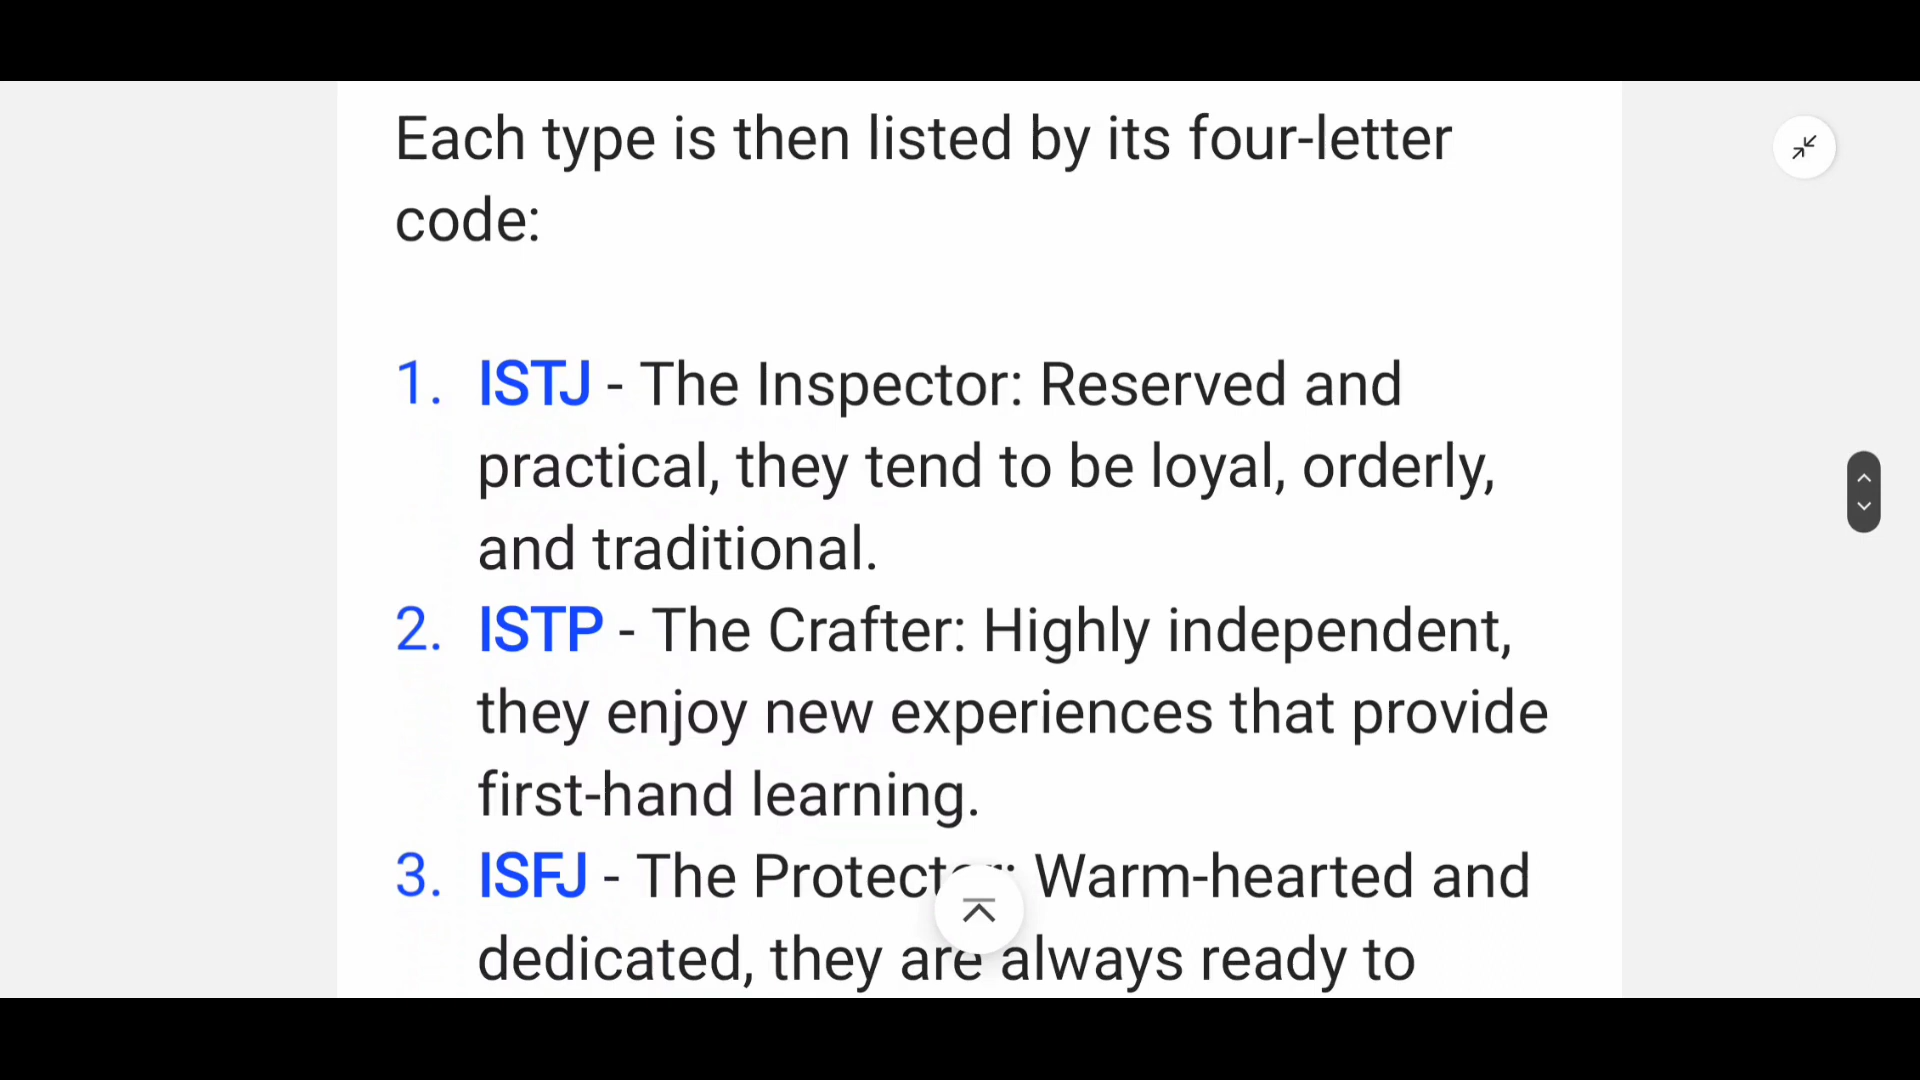 Each type is then listed by its four-letter
code:
1. ISTJ - The Inspector: Reserved and
practical, they tend to be loyal, orderly,
and traditional.
2. ISTP - The Crafter: Highly independent,
they enjoy new experiences that provide
first-hand learning.
3. ISFJ - The Protector: Warm-hearted and
dedicated, they are always ready to